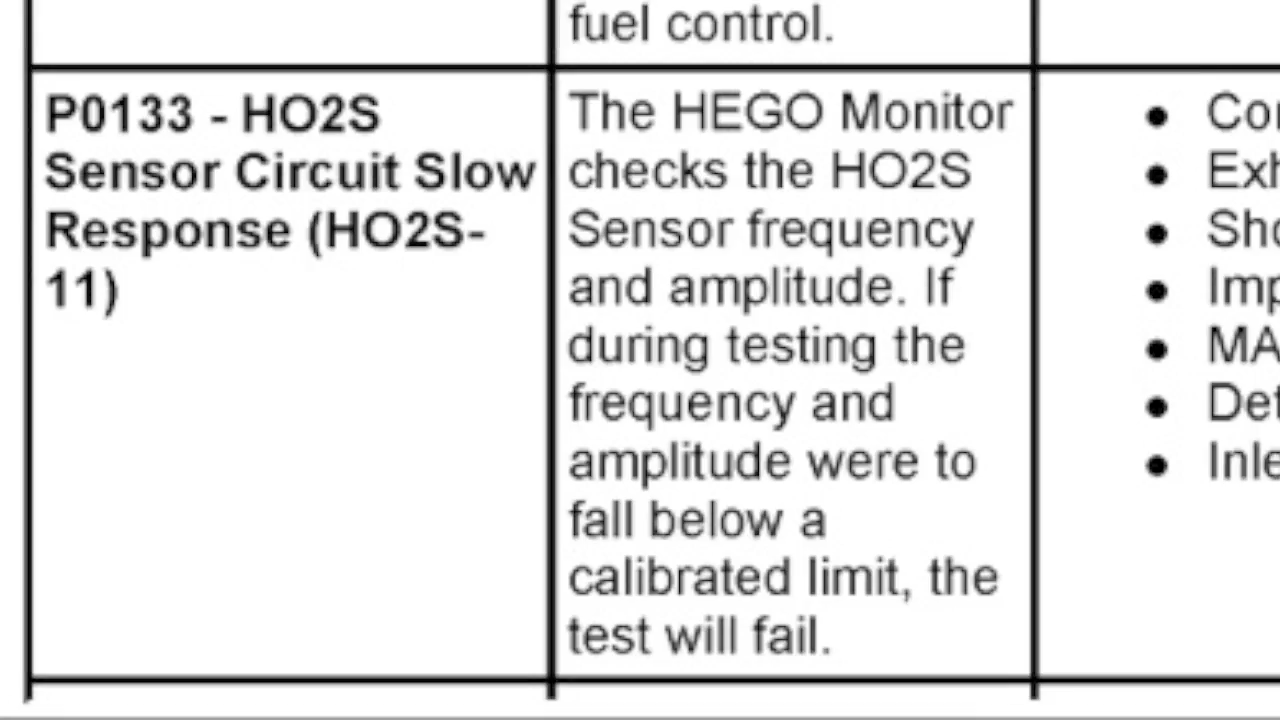 fuel control.
P0133 - HO2S
Sensor Circuit Slow
Response (HO2S-
11)
The HEGO Monitor
checks the HO2S
Sensor frequency
and amplitude. If
during testing the
frequency and
amplitude were to
fall below a
calibrated limit, the
test will fail.
MA